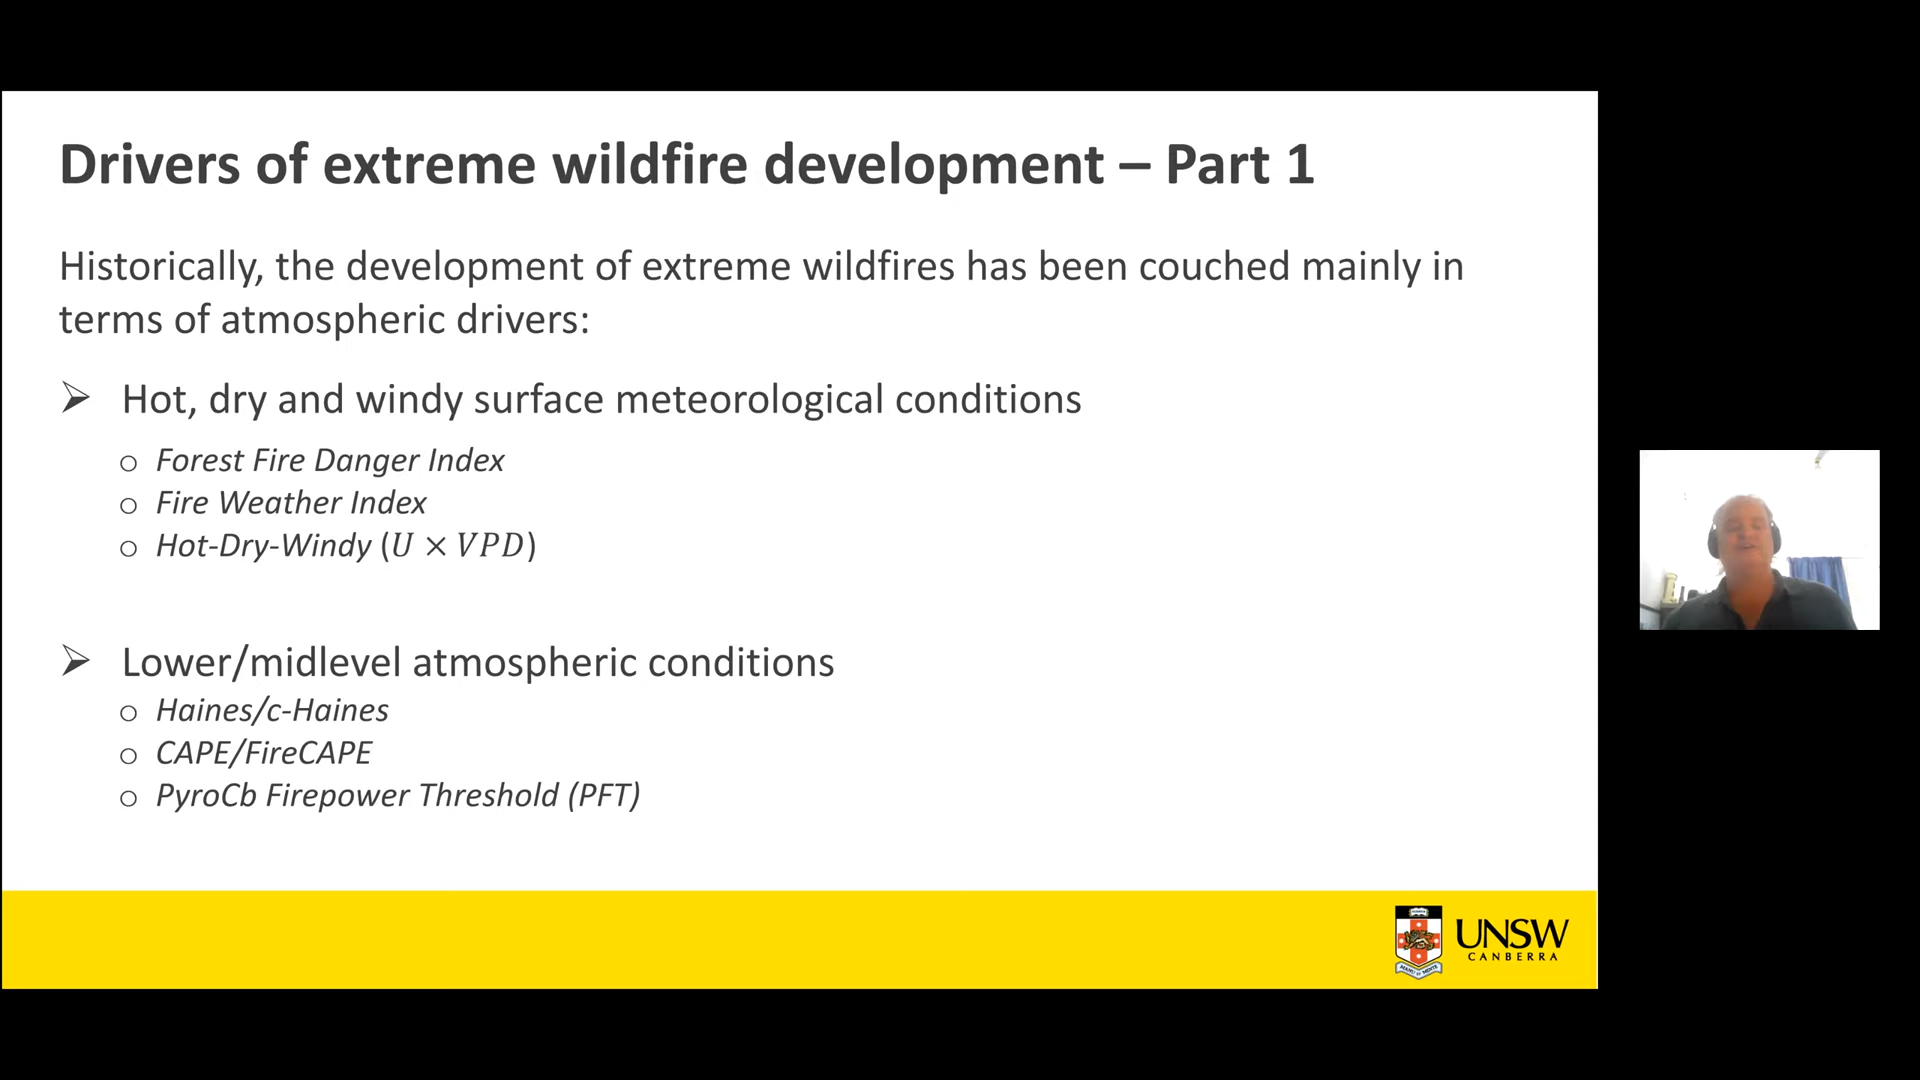 Drivers of extreme wildfire development – Part 1
Historically, the development of extreme wildfires has been couched mainly in
terms of atmospheric drivers:
➢ Hot, dry and windy surface meteorological conditions
o Forest Fire Danger Index
o Fire Weather Index
o Hot-Dry-Windy (U × VPD)
➢ Lower/midlevel atmospheric conditions
o Haines/c-Haines
o CAPE/FireCAPE
o PyroCb Firepower Threshold (PFT)
UNSW
CANBERRA